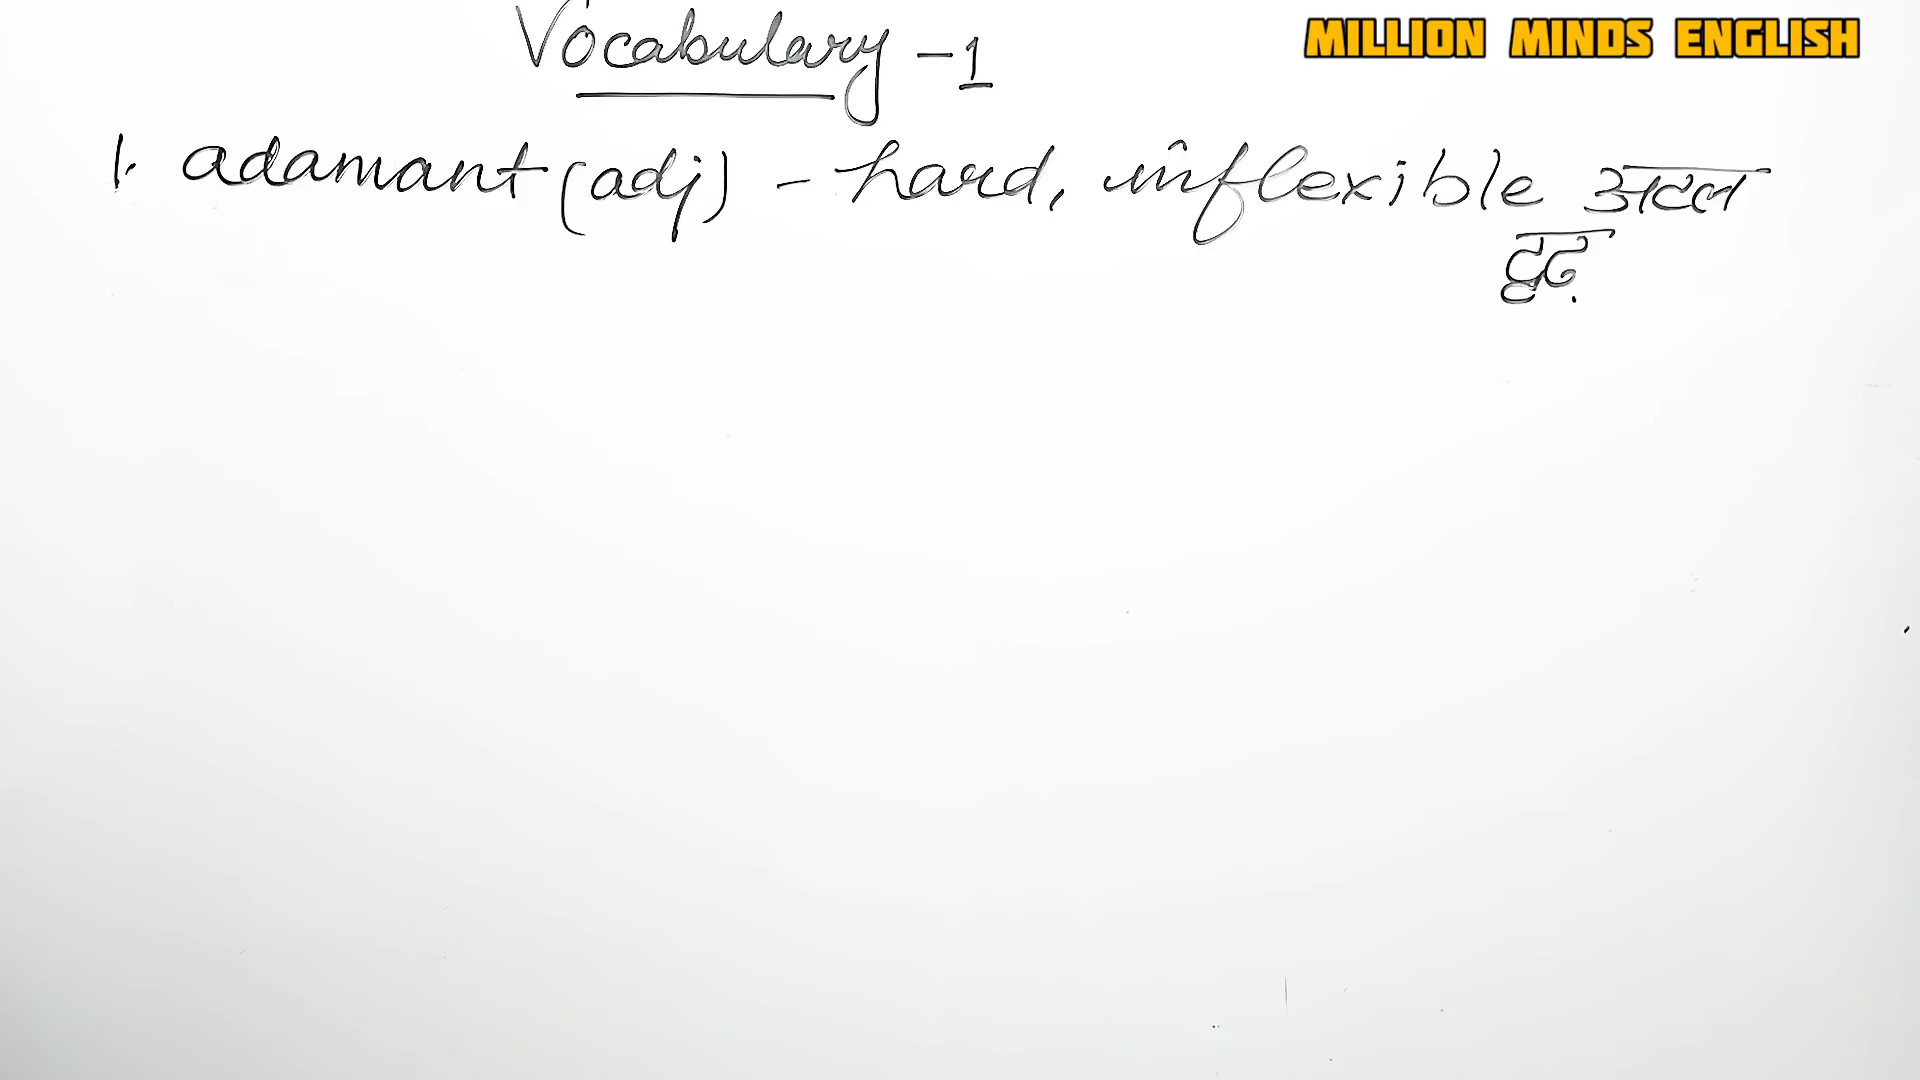 Vocabulary - 1
MILLION MINDS ENGLISH
1. adamant (adj) - hard, inflexible अटल
दृढ़